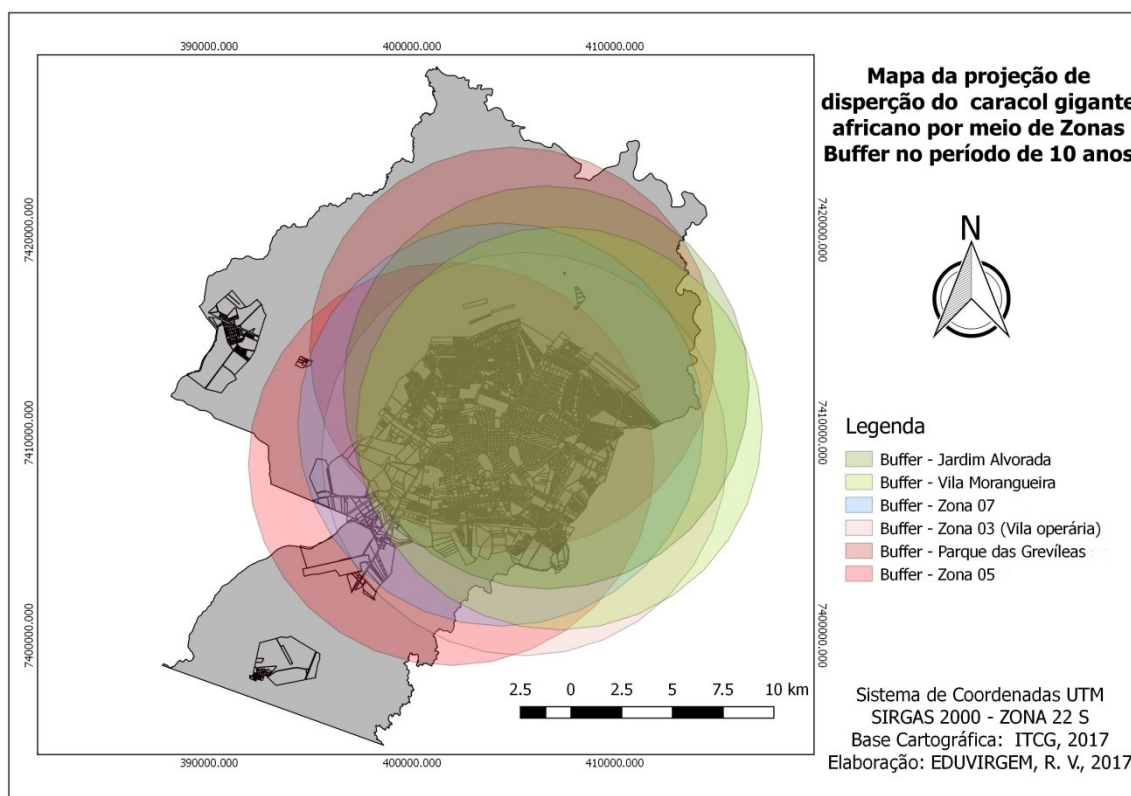 390000.000 400000.000 410000.000
Mapa da projeção de
disperção do caracol gigante
africano por meio de Zonas
Buffer no período de 10 anos
7420000.000
7420000.000
N
7410000.000
7410000.000
Legenda
Buffer - Jardim Alvorada
Buffer - Vila Morangueira
Buffer - Zona 07
Buffer - Zona 03 (Vila operária)
Buffer - Parque das Grevíleas
Buffer - Zona 05
7400000.000
7400000.000
2.5 0 2.5 5 7.5 10 km
Sistema de Coordenadas UTM
SIRGAS 2000 - ZONA 22 S
Base Cartográfica: ITCG, 2017
Elaboração: EDUVIRGEM, R. V., 2017
390000.000 400000.000 410000.000